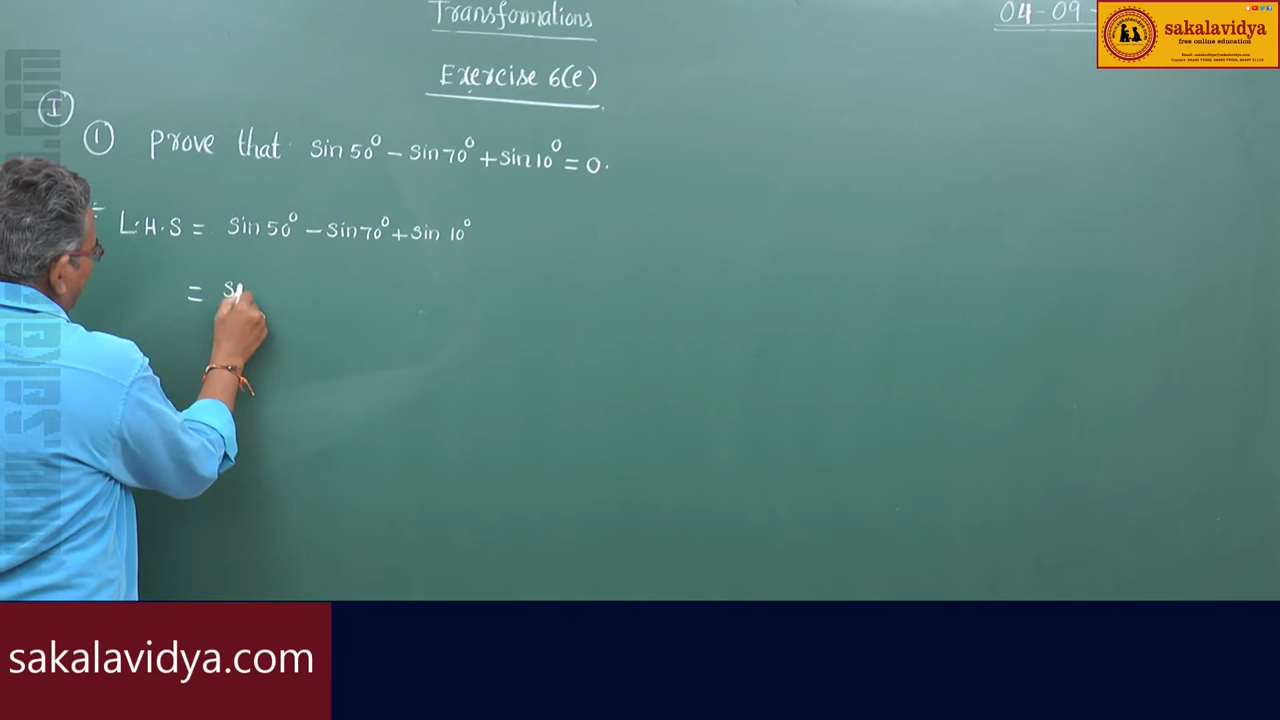 Transformations
04-09-
sakalavidya
free online education
Exercise 6(e)
I
1 Prove that sin 50° - sin 70° + sin 10° = 0.
L.H.S = sin 50° - sin 70° + sin 10°
= s
sakalavidya.com